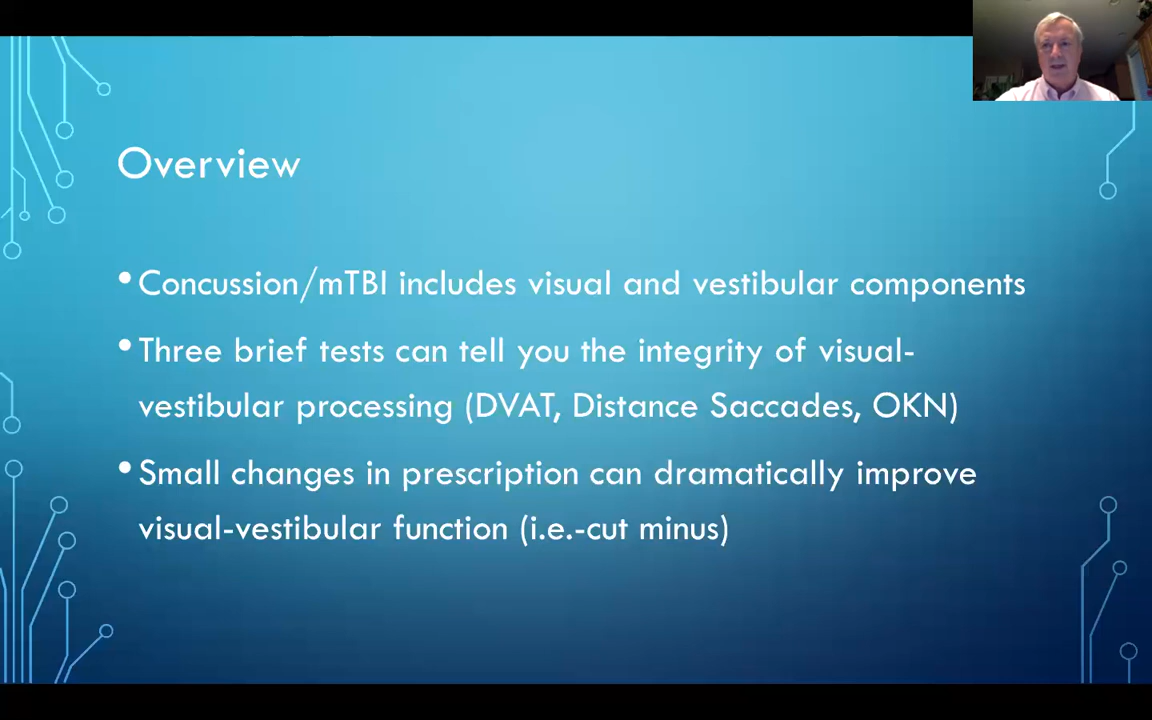 Overview
• Concussion/mTBI includes visual and vestibular components
• Three brief tests can tell you the integrity of visual-
vestibular processing (DVAT, Distance Saccades, OKN)
• Small changes in prescription can dramatically improve
visual-vestibular function (i.e.-cut minus)